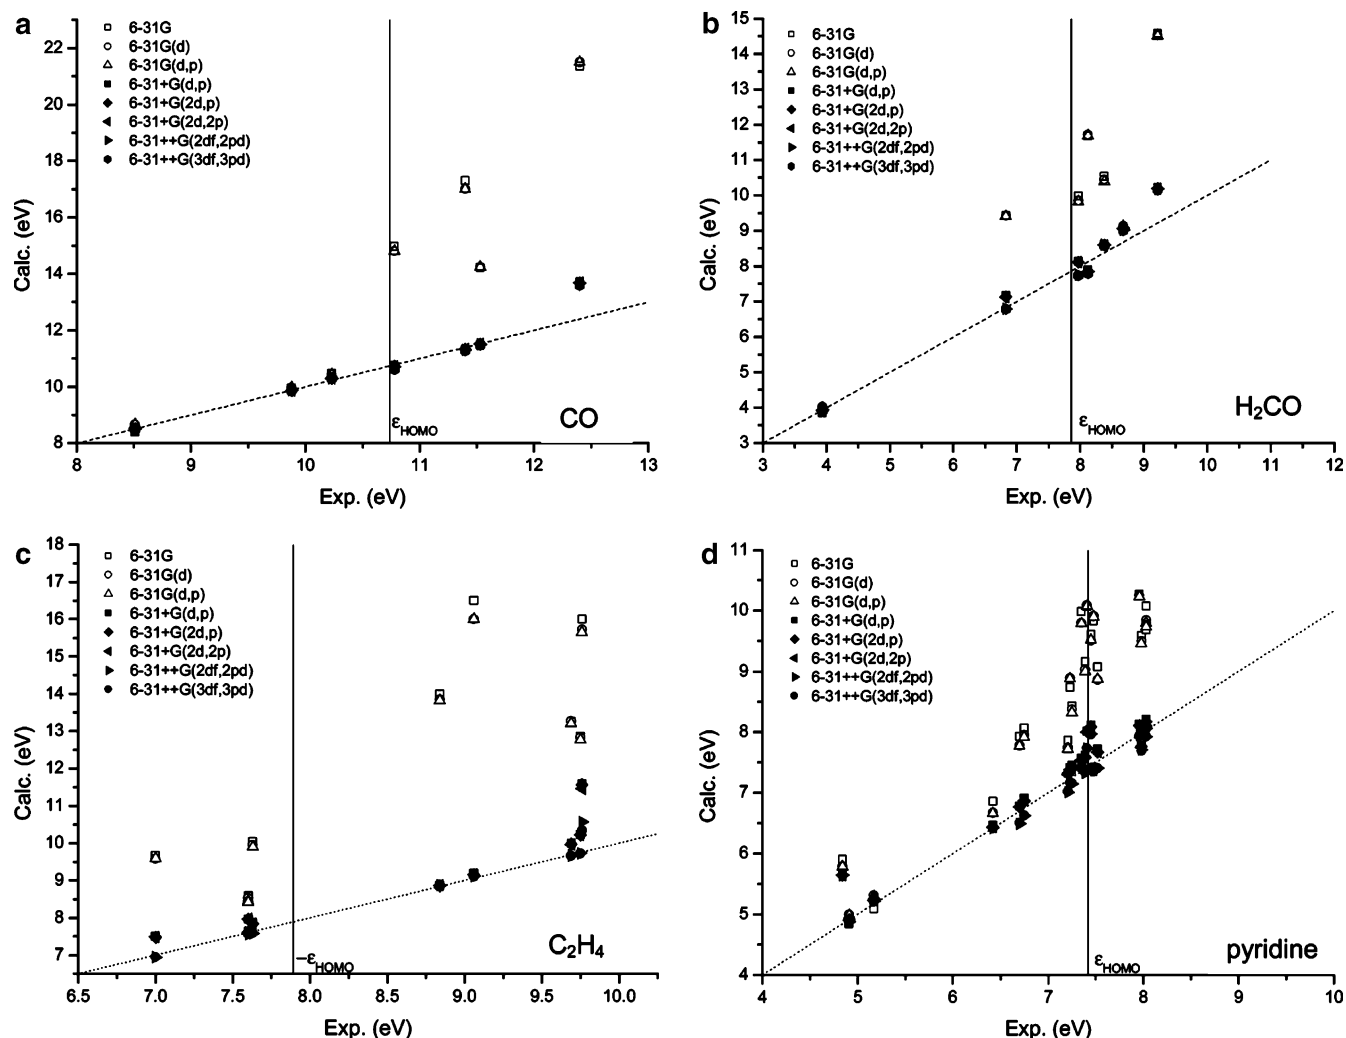 a
6-31G
6-31G(d)
6-31G(d,p)
6-31+G(d,p)
6-31+G(2d,p)
6-31+G(2d,2p)
6-31++G(2df,2pd)
6-31++G(3df,3pd)
22
20
18
16
14
12
10
8
Calc. (eV)
εHOMO
CO
8 9 10 11 12 13
Exp. (eV)
b
6-31G
6-31G(d)
6-31G(d,p)
6-31+G(d,p)
6-31+G(2d,p)
6-31+G(2d,2p)
6-31++G(2df,2pd)
6-31++G(3df,3pd)
15
14
13
12
11
10
9
8
7
6
5
4
3
Calc. (eV)
εHOMO
H2CO
3 4 5 6 7 8 9 10 11 12
Exp. (eV)
c
6-31G
6-31G(d)
6-31G(d,p)
6-31+G(d,p)
6-31+G(2d,p)
6-31+G(2d,2p)
6-31++G(2df,2pd)
6-31++G(3df,3pd)
18
17
16
15
14
13
12
11
10
9
8
7
Calc. (eV)
−εHOMO
C2H4
6.5 7.0 7.5 8.0 8.5 9.0 9.5 10.0
Exp. (eV)
d
6-31G
6-31G(d)
6-31G(d,p)
6-31+G(d,p)
6-31+G(2d,p)
6-31+G(2d,2p)
6-31++G(2df,2pd)
6-31++G(3df,3pd)
11
10
9
8
7
6
5
4
Calc. (eV)
εHOMO
pyridine
4 5 6 7 8 9 10
Exp. (eV)